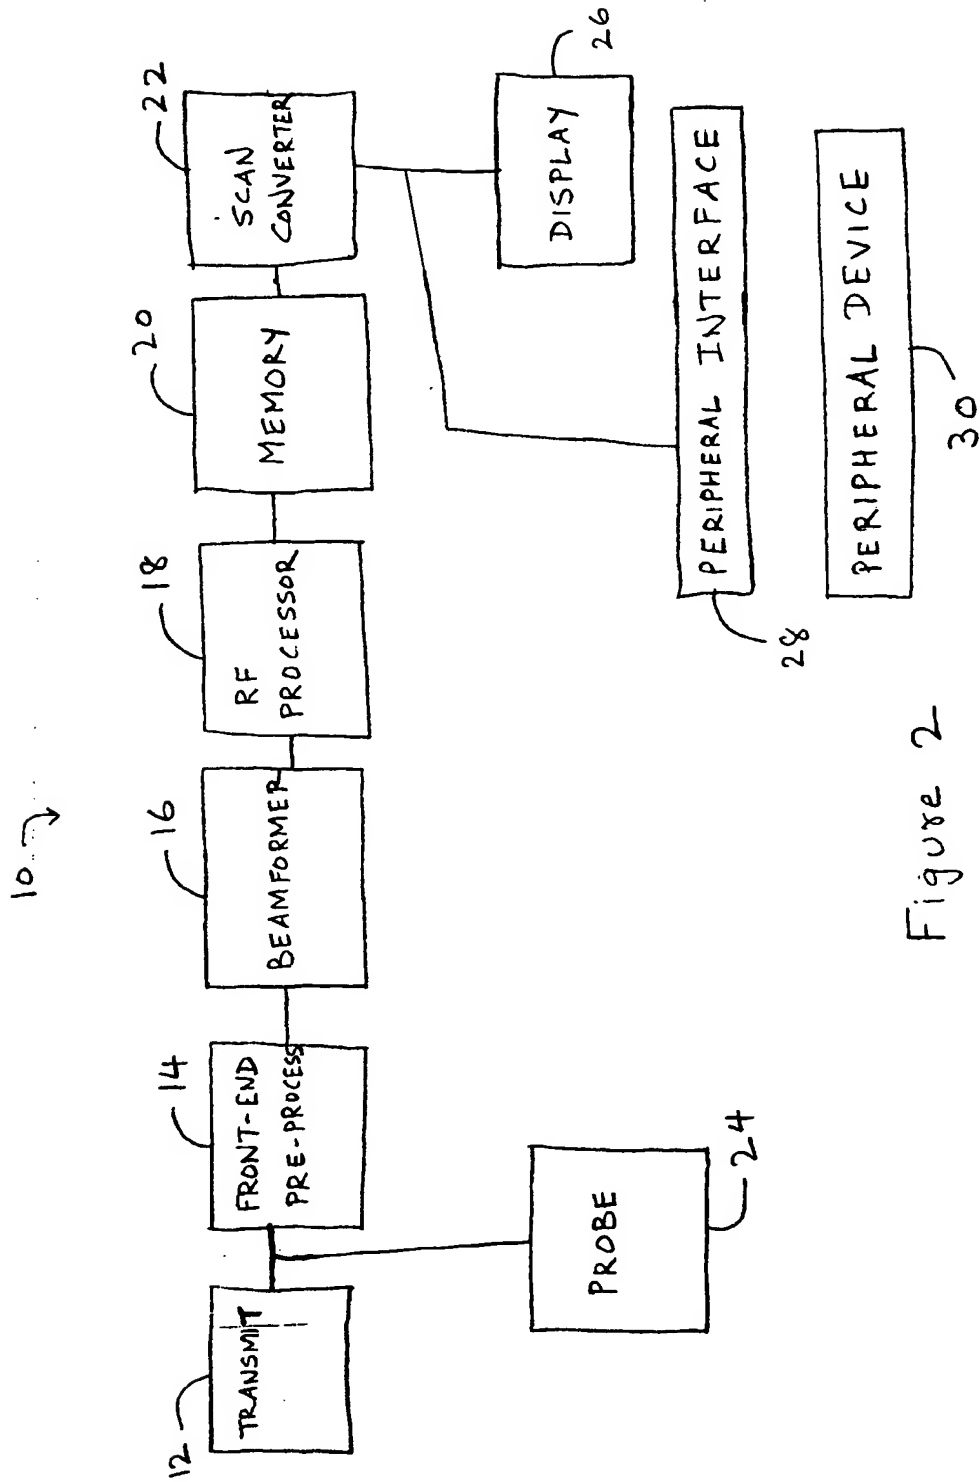 10
12
14
16
18
20
22
TRANSMIT
FRONT-END
PRE-PROCESS
BEAMFORMER
RF
PROCESSOR
MEMORY
SCAN
CONVERTER
PROBE
24
DISPLAY
26
PERIPHERAL INTERFACE
28
PERIPHERAL DEVICE
30
Figure 2